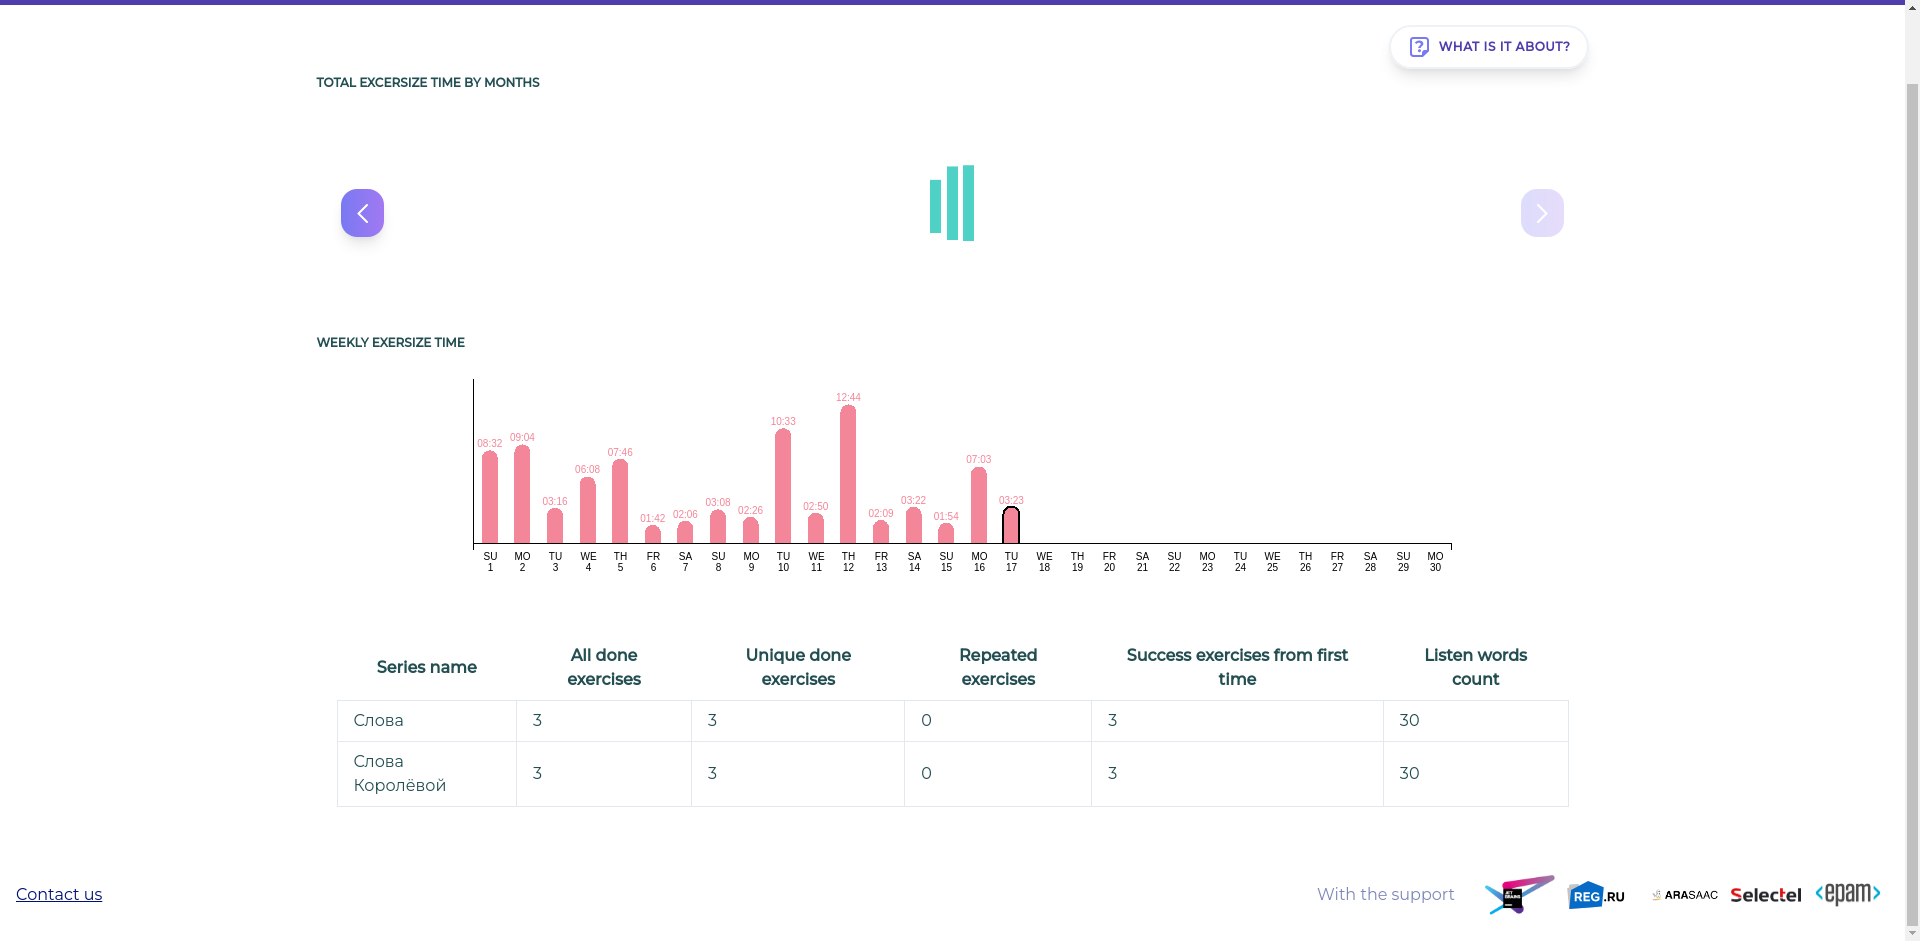 WHAT IS IT ABOUT?
TOTAL EXCERSIZE TIME BY MONTHS
WEEKLY EXERSIZE TIME
08:32 09:04 03:16 06:08 07:46 01:42 02:06 03:08 02:26 10:33 02:50 12:44 02:09 03:22 01:54 07:03 03:23
SU MO TU WE TH FR SA SU MO TU WE TH FR SA SU MO TU WE TH FR SA SU MO TU WE TH FR SA SU MO
1 2 3 4 5 6 7 8 9 10 11 12 13 14 15 16 17 18 19 20 21 22 23 24 25 26 27 28 29 30
Series name All done exercises Unique done exercises Repeated exercises Success exercises from first time Listen words count
Слова 3 3 0 3 30
Слова Королёвой 3 3 0 3 30
Contact us With the support JET BRAINS REG.RU ARASAAC Selectel <epam>